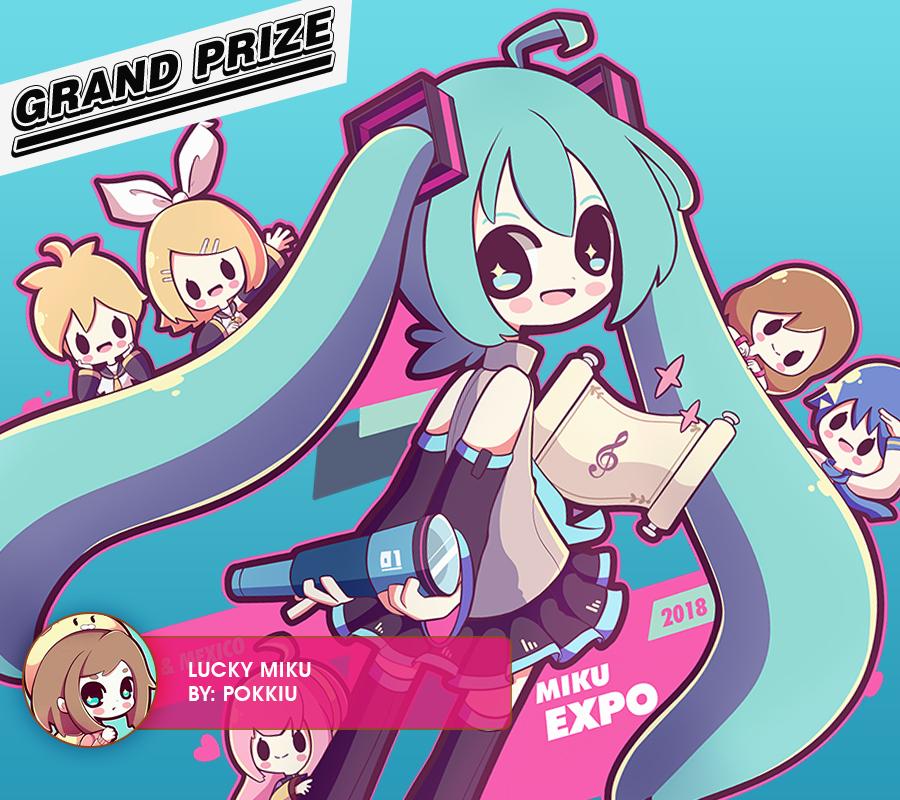 GRAND PRIZE
01
2018
& MEXICO
LUCKY MIKU
BY: POKKIU
MIKU
EXPO